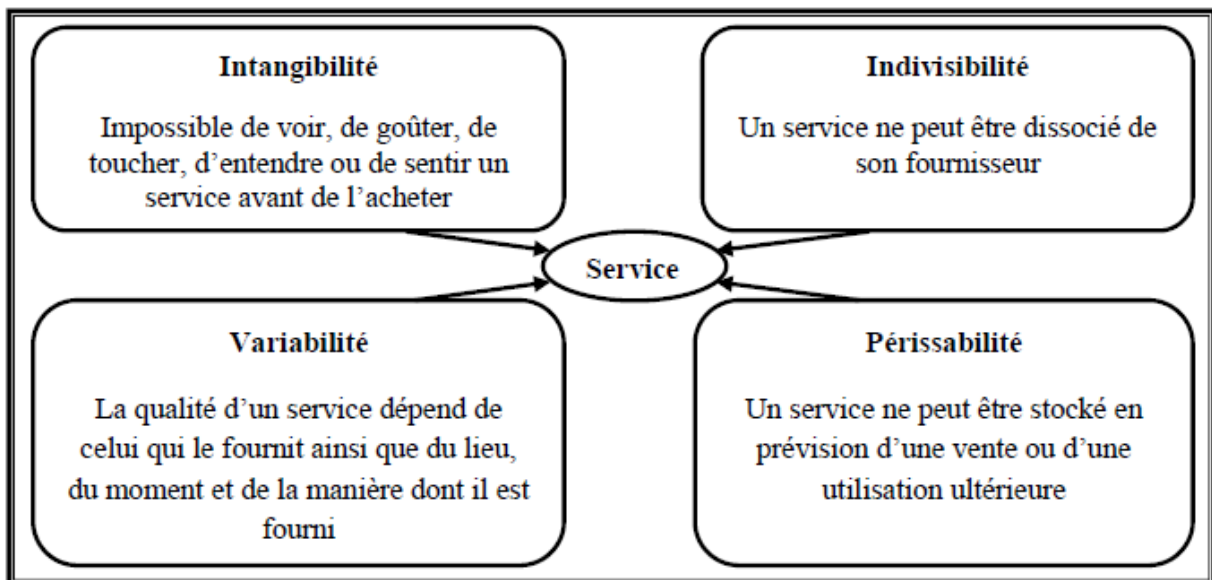 Intangibilité
Impossible de voir, de goûter, de
toucher, d’entendre ou de sentir un
service avant de l’acheter
Indivisibilité
Un service ne peut être dissocié de
son fournisseur
Service
Variabilité
La qualité d’un service dépend de
celui qui le fournit ainsi que du lieu,
du moment et de la manière dont il est
fourni
Périssabilité
Un service ne peut être stocké en
prévision d’une vente ou d’une
utilisation ultérieure